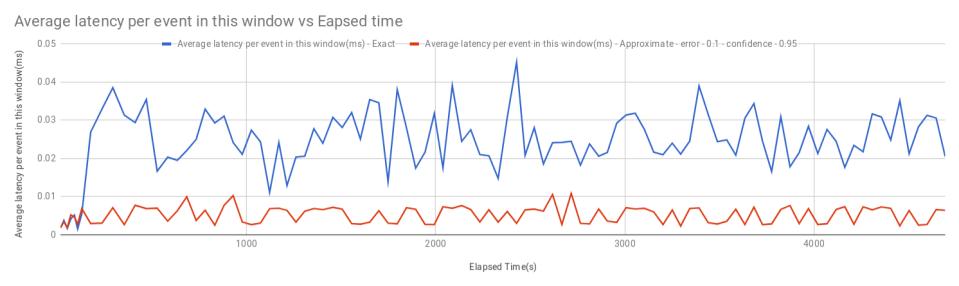 Average latency per event in this window vs Eapsed time
Average latency per event in this window(ms) - Exact
Average latency per event in this window(ms) - Approximate - error - 0.1 - confidence - 0.95
Average latency per event in this window(ms)
0.05
0.04
0.03
0.02
0.01
0
1000
2000
3000
4000
Elapsed Time(s)